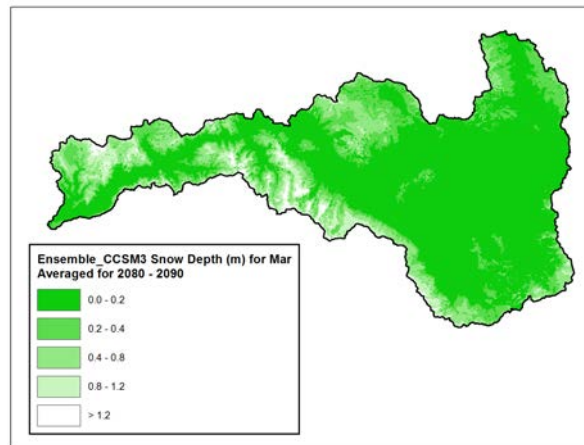 Ensemble_CCSM3 Snow Depth (m) for Mar
Averaged for 2080 - 2090
0.0 - 0.2
0.2 - 0.4
0.4 - 0.8
0.8 - 1.2
> 1.2